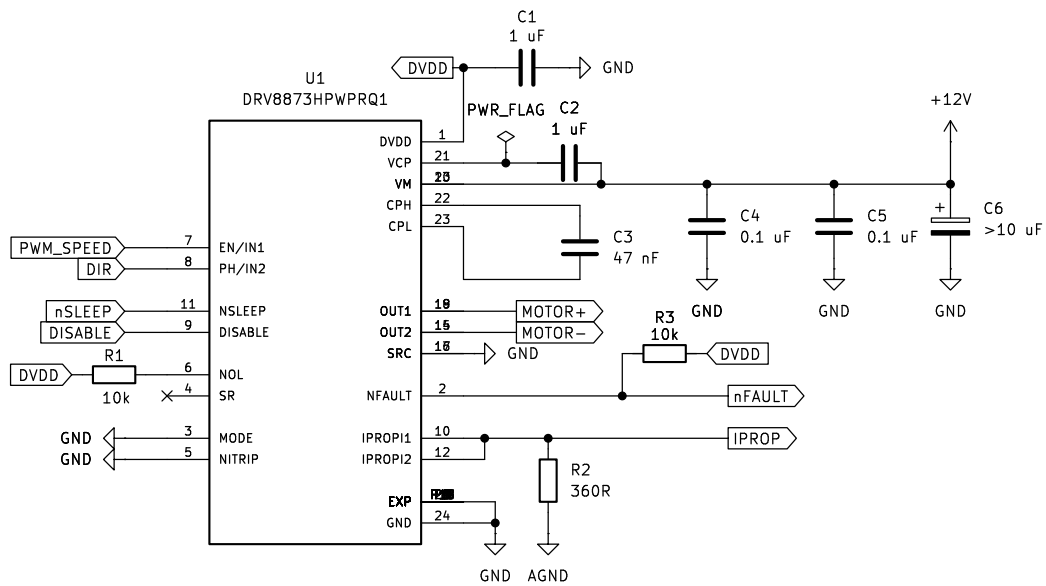 C1
1 uF
DVDD
GND
U1
DRV8873HPWPRQ1
PWR_FLAG
C2
1 uF
+12V
DVDD 1
VCP 21
VM
CPH 22
CPL 23
C3
47 nF
C4
0.1 uF
C5
0.1 uF
+
C6
>10 uF
GND
GND
GND
PWM_SPEED 7 EN/IN1
DIR 8 PH/IN2
nSLEEP 11 NSLEEP
DISABLE 9 DISABLE
OUT1 MOTOR+
OUT2 MOTOR-
SRC GND
R1
DVDD 6 NOL
10k
4 SR
R3
10k
DVDD
NFAULT 2 nFAULT
GND 3 MODE
GND 5 NITRIP
IPROPI1 10 IPROP
IPROPI2 12
R2
360R
EXP
GND 24
GND
AGND